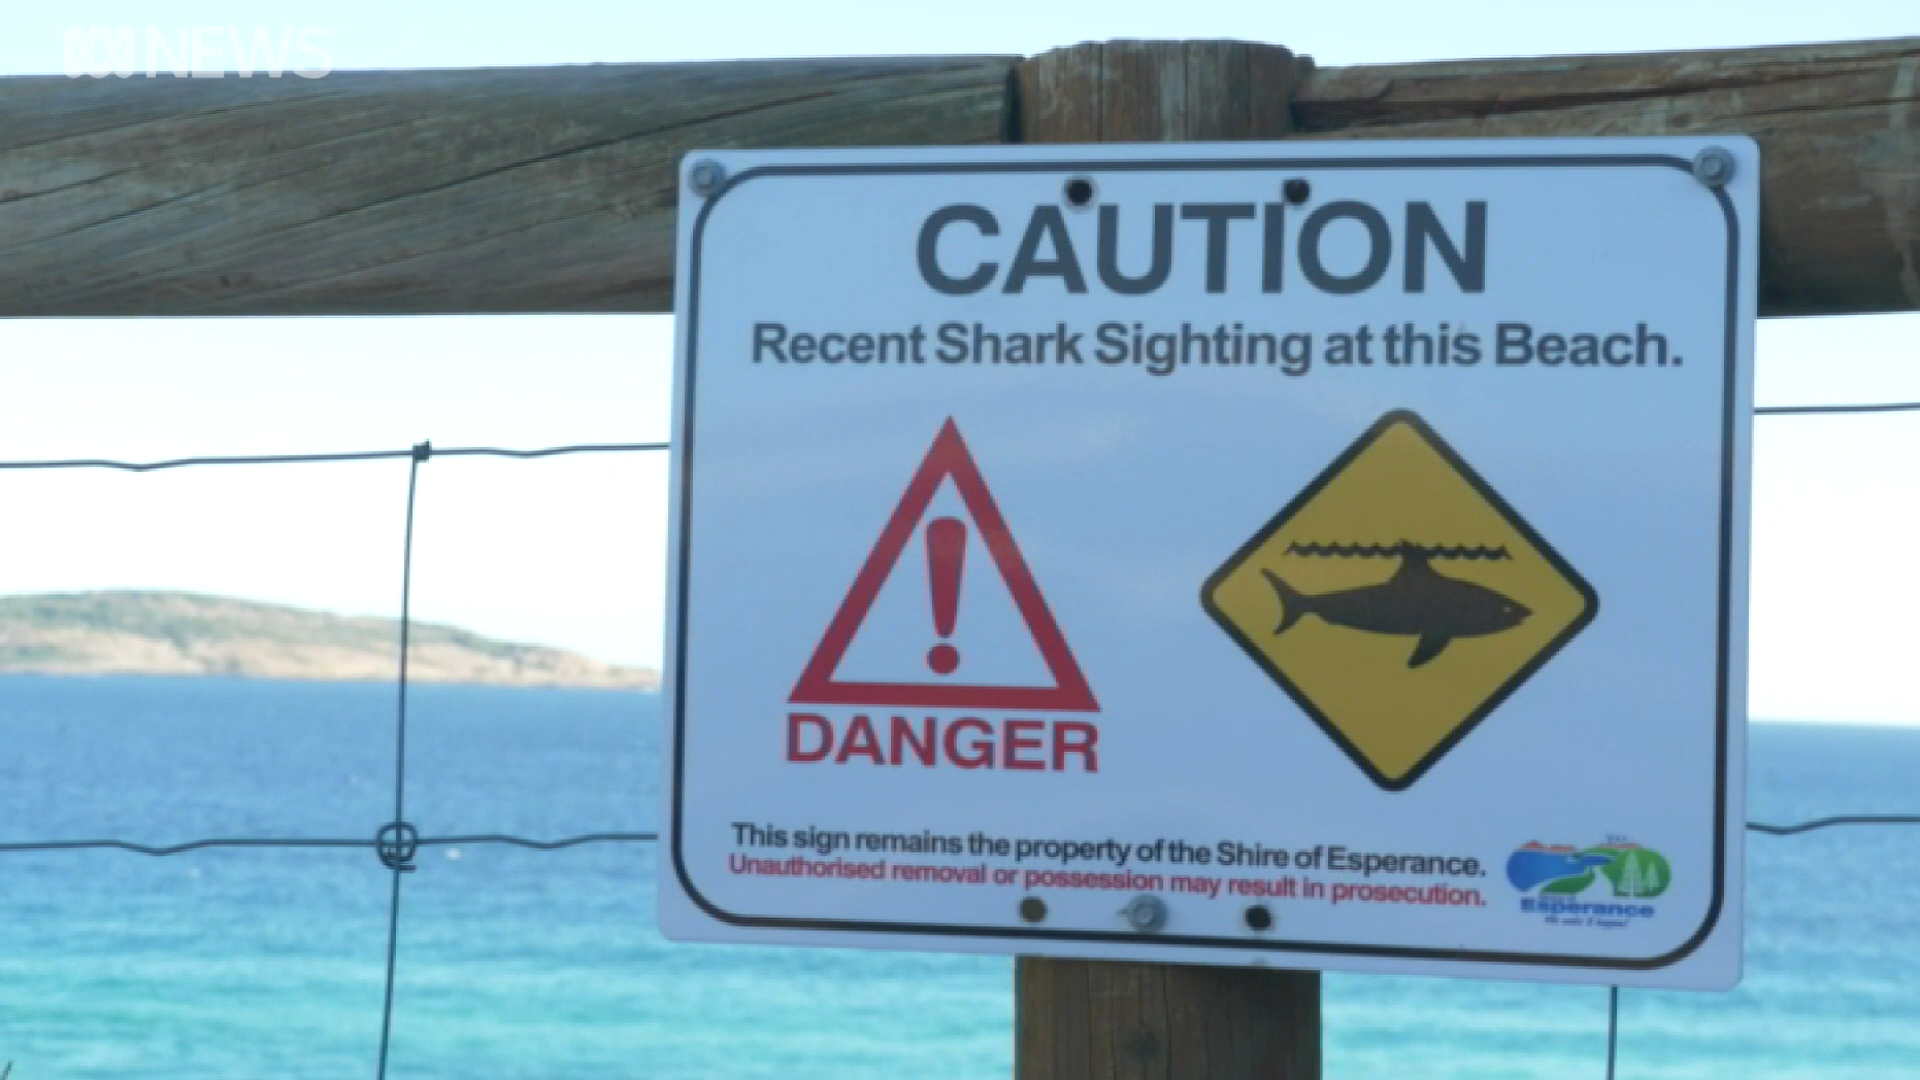 ABC NEWS
CAUTION
Recent Shark Sighting at this Beach.
DANGER
This sign remains the property of the Shire of Esperance.
Unauthorised removal or possession may result in prosecution.
Esperance